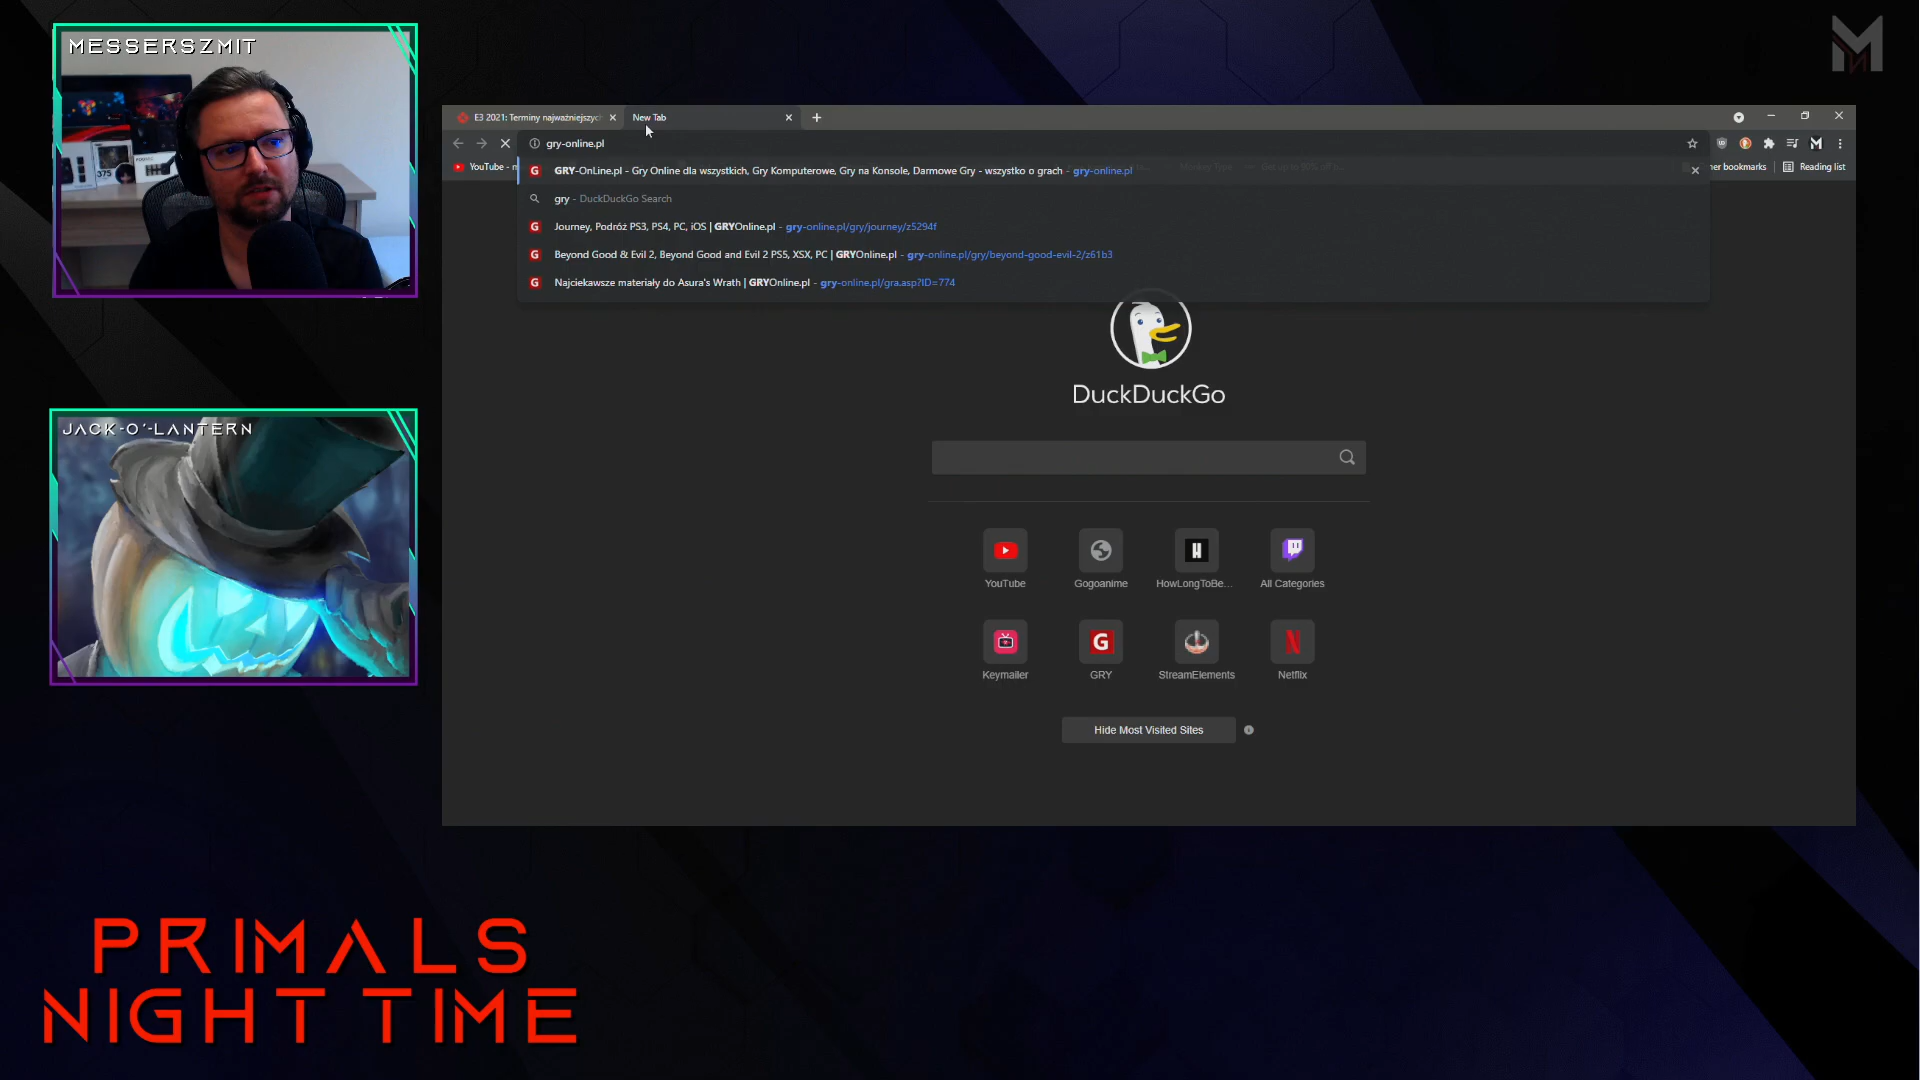 MESSERSZMIT
E3 2021: Terminy najważniejszyc
New Tab
gry-online.pl
YouTube - m
GRY-OnLine.pl - Gry Online dla wszystkich, Gry Komputerowe, Gry na Konsole, Darmowe Gry - wszystko o grach - gry-online.pl
her bookmarks
Reading list
gry - DuckDuckGo Search
Journey, Podróż PS3, PS4, PC, iOS | GRYOnline.pl - gry-online.pl/gry/journey/z5294f
Beyond Good & Evil 2, Beyond Good and Evil 2 PS5, XSX, PC | GRYOnline.pl - gry-online.pl/gry/beyond-good-evil-2/z61b3
Najciekawsze materiały do Asura's Wrath | GRYOnline.pl - gry-online.pl/gra.asp?ID=774
DuckDuckGo
YouTube
Gogoanime
HowLongToBe...
All Categories
Keymailer
GRY
StreamElements
Netflix
Hide Most Visited Sites
JACK-O'-LANTERN
PRIMALS
NIGHT TIME